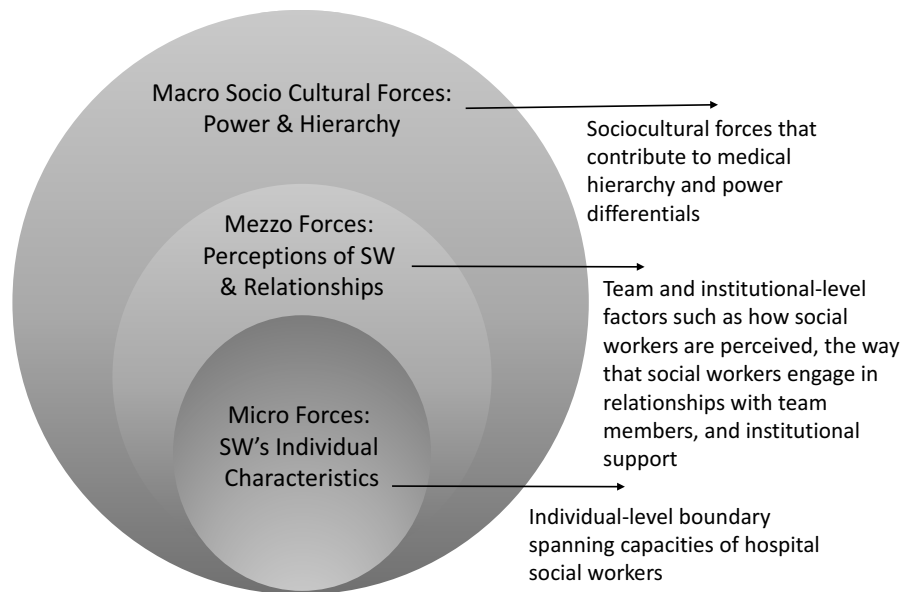 Macro Socio Cultural Forces:
Power & Hierarchy
Sociocultural forces that
contribute to medical
hierarchy and power
differentials
Mezzo Forces:
Perceptions of SW
& Relationships
Team and institutional-level
factors such as how social
workers are perceived, the way
that social workers engage in
relationships with team
members, and institutional
support
Micro Forces:
SW’s Individual
Characteristics
Individual-level boundary
spanning capacities of hospital
social workers